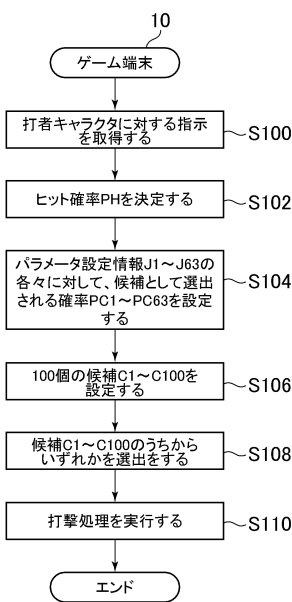 10
ゲーム端末
打者キャラクタに対する指示
を取得する
S100
ヒット確率PHを決定する
S102
パラメータ設定情報J1～J63の
各々に対して、候補として選出
される確率PC1～PC63を設定
する
S104
100個の候補C1～C100を
設定する
S106
候補C1～C100のうちから
いずれかを選出をする
S108
打撃処理を実行する
S110
エンド